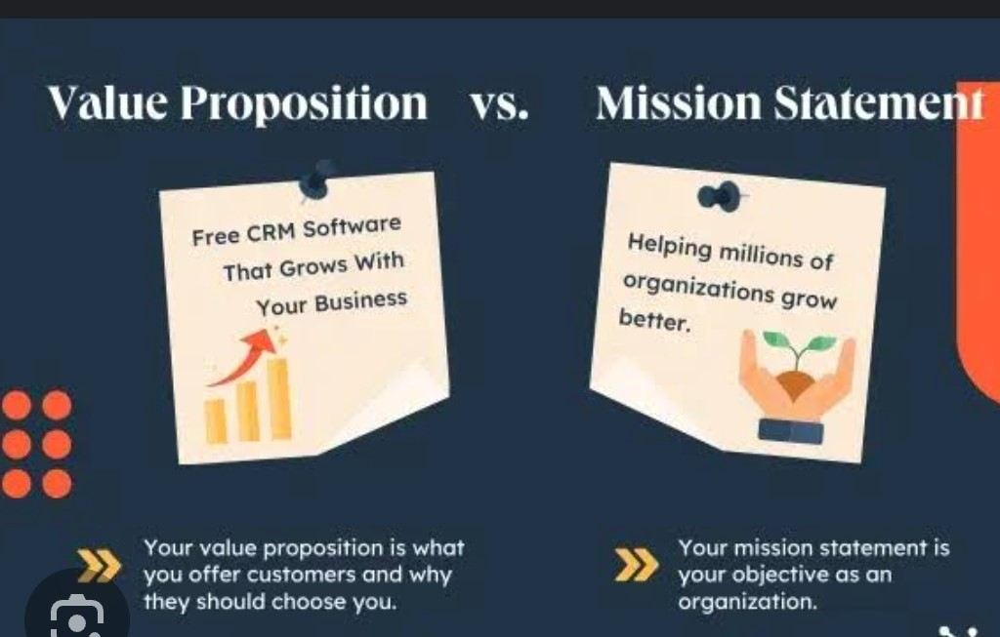 Value Proposition vs. Mission Statement
Free CRM Software
That Grows With
Your Business
Helping millions of
organizations grow
better.
Your value proposition is what
you offer customers and why
they should choose you.
Your mission statement is
your objective as an
organization.